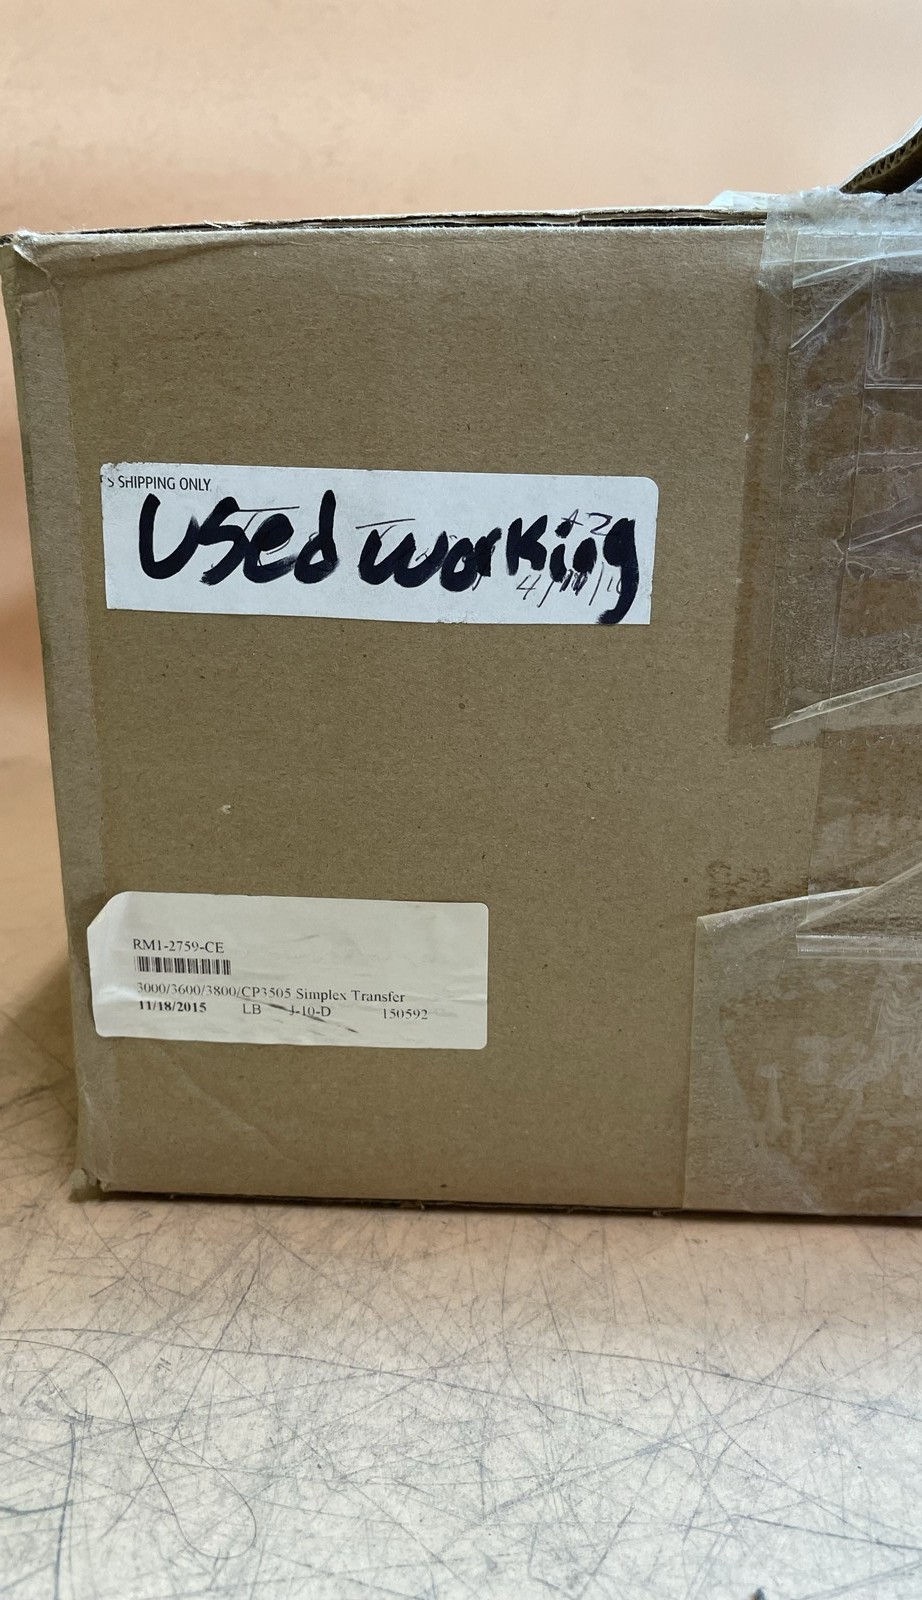 S SHIPPING ONLY
Used working
RM1-2759-CE
3000/3600/3800/CP3505 Simplex Transfer
11/18/2015 LB J-10-D 150592